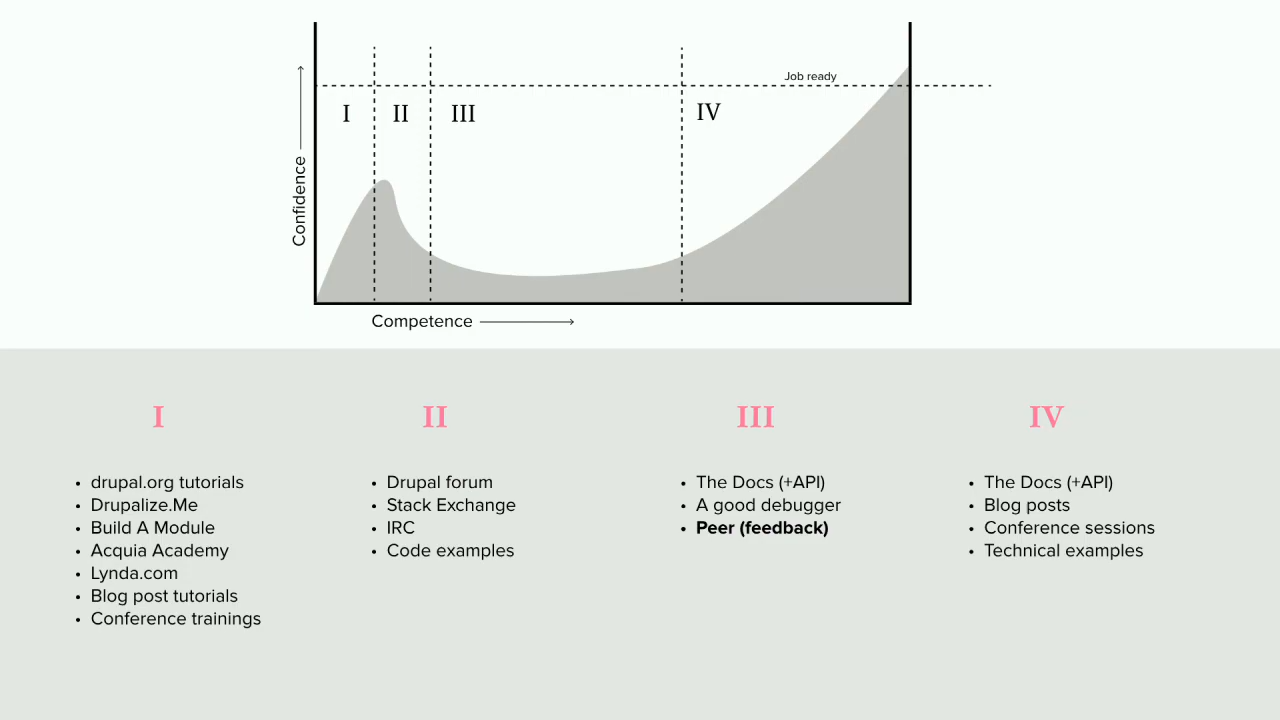 Job ready
I
II
III
IV
Confidence
Competence
I
II
III
IV
• drupal.org tutorials
• Drupalize.Me
• Build A Module
• Acquia Academy
• Lynda.com
• Blog post tutorials
• Conference trainings
• Drupal forum
• Stack Exchange
• IRC
• Code examples
• The Docs (+API)
• A good debugger
• Peer (feedback)
• The Docs (+API)
• Blog posts
• Conference sessions
• Technical examples